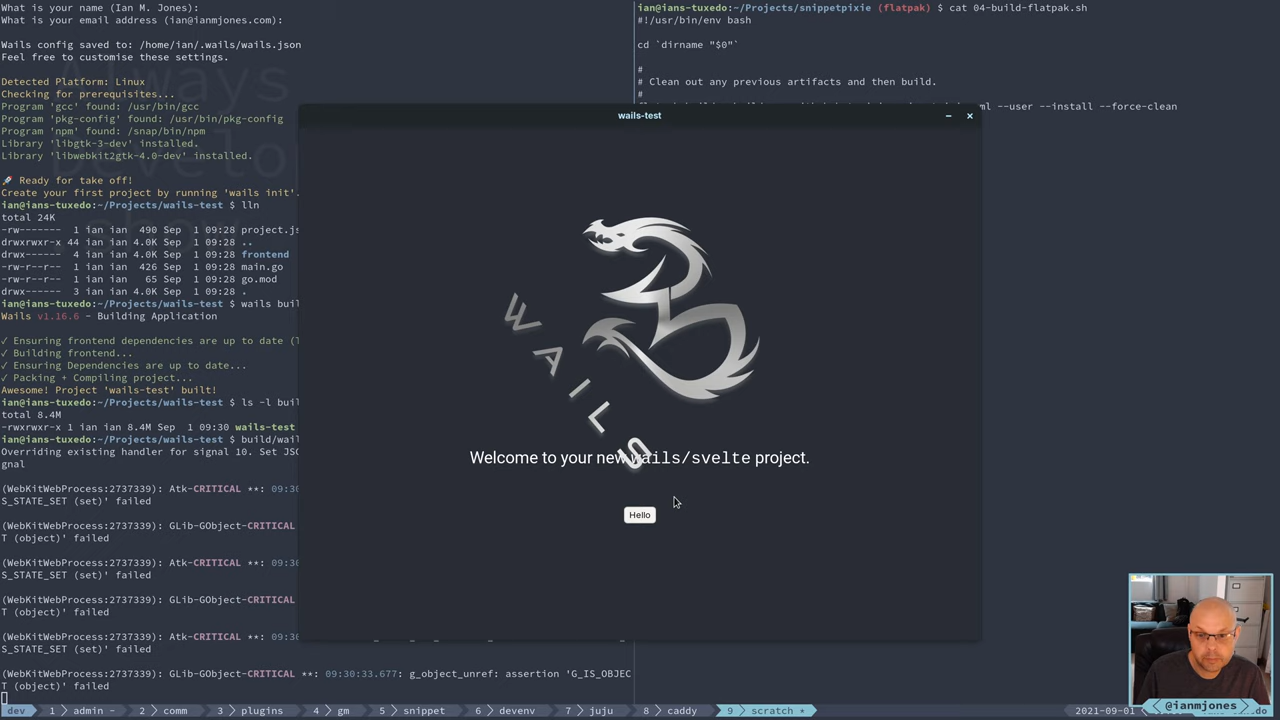 What is your name (Ian M. Jones):
What is your email address (ian@ianmjones.com):
Wails config saved to: /home/ian/.wails/wails.json
Feel free to customise these settings.
Detected Platform: Linux
Checking for prerequisites...
Program 'gcc' found: /usr/bin/gcc
Program 'pkg-config' found: /usr/bin/pkg-config
Program 'npm' found: /snap/bin/npm
Library 'libgtk-3-dev' installed.
Library 'libwebkit2gtk-4.0-dev' installed.
🚀 Ready for take off!
Create your first project by running 'wails init'.
ian@ians-tuxedo:~/Projects/wails-test $ lln
total 24K
-rw------- 1 ian ian 490 Sep 1 09:28 project.js
drwxrwxr-x 44 ian ian 4.0K Sep 1 09:28 ..
drwxr-xr-x 4 ian ian 4.0K Sep 1 09:28 frontend
-rw-r--r-- 1 ian ian 426 Sep 1 09:28 main.go
-rw-r--r-- 1 ian ian 65 Sep 1 09:28 go.mod
drwx------ 3 ian ian 4.0K Sep 1 09:28 .
ian@ians-tuxedo:~/Projects/wails-test $ wails buil
Wails v1.16.6 - Building Application
✓ Ensuring frontend dependencies are up to date (T
✓ Building frontend...
✓ Ensuring Dependencies are up to date...
✓ Packing + Compiling project...
Awesome! Project 'wails-test' built!
ian@ians-tuxedo:~/Projects/wails-test $ ls -l buil
total 8.4M
-rwxrwxr-x 1 ian ian 8.4M Sep 1 09:30 wails-test
ian@ians-tuxedo:~/Projects/wails-test $ build/wail
Overriding existing handler for signal 10. Set JSC
gnal
(WebKitWebProcess:2737339): Atk-CRITICAL **: 09:30
S_STATE_SET (set)' failed
(WebKitWebProcess:2737339): GLib-GObject-CRITICAL
T (object)' failed
(WebKitWebProcess:2737339): Atk-CRITICAL **: 09:30
S_STATE_SET (set)' failed
(WebKitWebProcess:2737339): GLib-GObject-CRITICAL
T (object)' failed
(WebKitWebProcess:2737339): Atk-CRITICAL **: 09:30
S_STATE_SET (set)' failed
(WebKitWebProcess:2737339): GLib-GObject-CRITICAL **: 09:30:33.677: g_object_unref: assertion 'G_IS_OBJEC
T (object)' failed
ian@ians-tuxedo:~/Projects/snippetpixie (flatpak) $ cat 04-build-flatpak.sh
#!/usr/bin/env bash
cd `dirname "$0"`
#
# Clean out any previous artifacts and then build.
#
--user --install --force-clean
wails-test
WAILS
Welcome to your new wails/svelte project.
Hello
dev 1 admin - 2 comm 3 plugins 4 gm 5 snippet 6 devenv 7 juju 8 caddy 9 scratch * 2021-09-01
< @ianmjones >